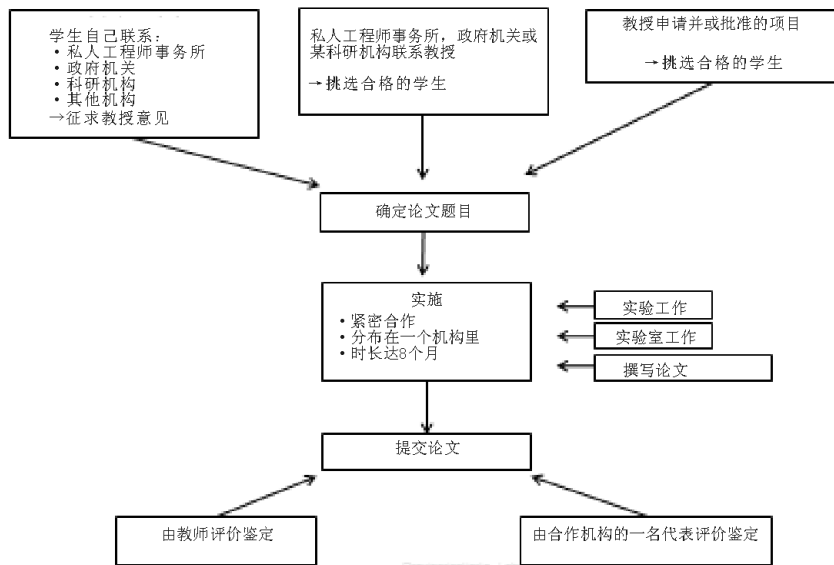 学生自己联系：
• 私人工程师事务所
• 政府机关
• 科研机构
• 其他机构
→征求教授意见
私人工程师事务所，政府机关或
某科研机构联系教授
→挑选合格的学生
教授申请并或批准的项目
→挑选合格的学生
确定论文题目
实施
• 紧密合作
• 分布在一个机构里
• 时长达8个月
实验工作
实验室工作
撰写论文
提交论文
由教师评价鉴定
由合作机构的一名代表评价鉴定